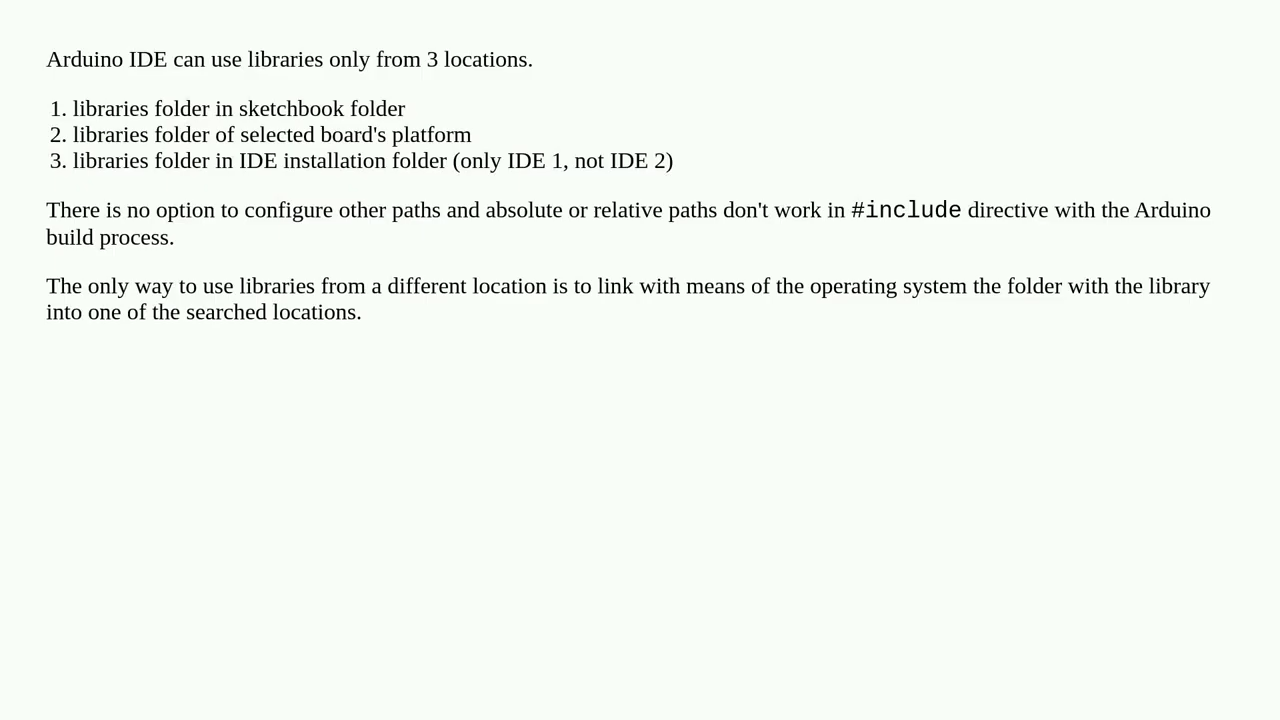 Arduino IDE can use libraries only from 3 locations.
1. libraries folder in sketchbook folder
2. libraries folder of selected board's platform
3. libraries folder in IDE installation folder (only IDE 1, not IDE 2)
There is no option to configure other paths and absolute or relative paths don't work in #include directive with the Arduino
build process.
The only way to use libraries from a different location is to link with means of the operating system the folder with the library
into one of the searched locations.